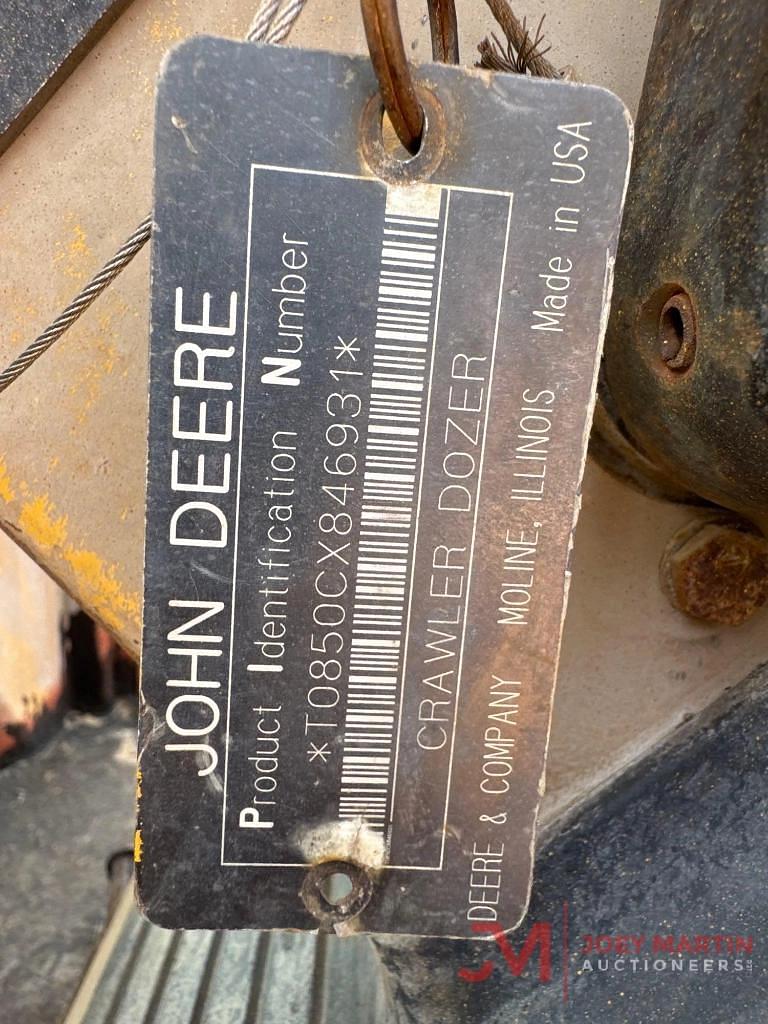 JOHN DEERE
Product Identification Number
*T0850CX846931*
CRAWLER DOZER
DEERE & COMPANY MOLINE, ILLINOIS Made in USA
JM JOEY MARTIN
AUCTIONEERS LLC